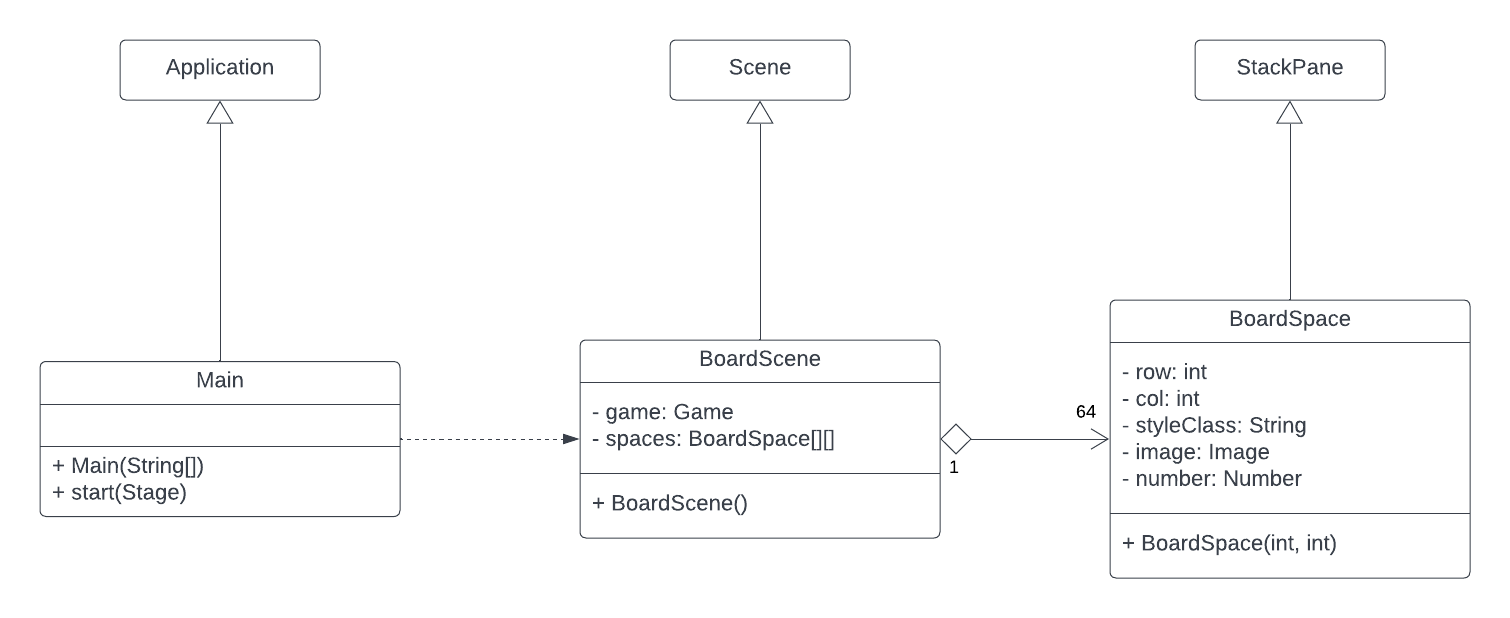 Application
Scene
StackPane
Main
+ Main(String[])
+ start(Stage)
BoardScene
- game: Game
- spaces: BoardSpace[][]
+ BoardScene()
1
64
BoardSpace
- row: int
- col: int
- styleClass: String
- image: Image
- number: Number
+ BoardSpace(int, int)